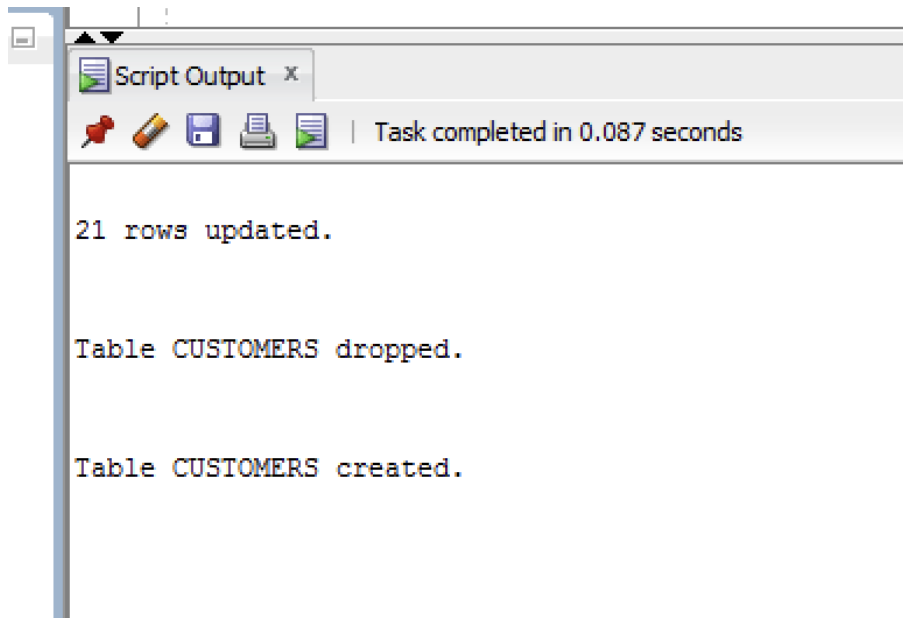 Script Output x
Task completed in 0.087 seconds
21 rows updated.
Table CUSTOMERS dropped.
Table CUSTOMERS created.